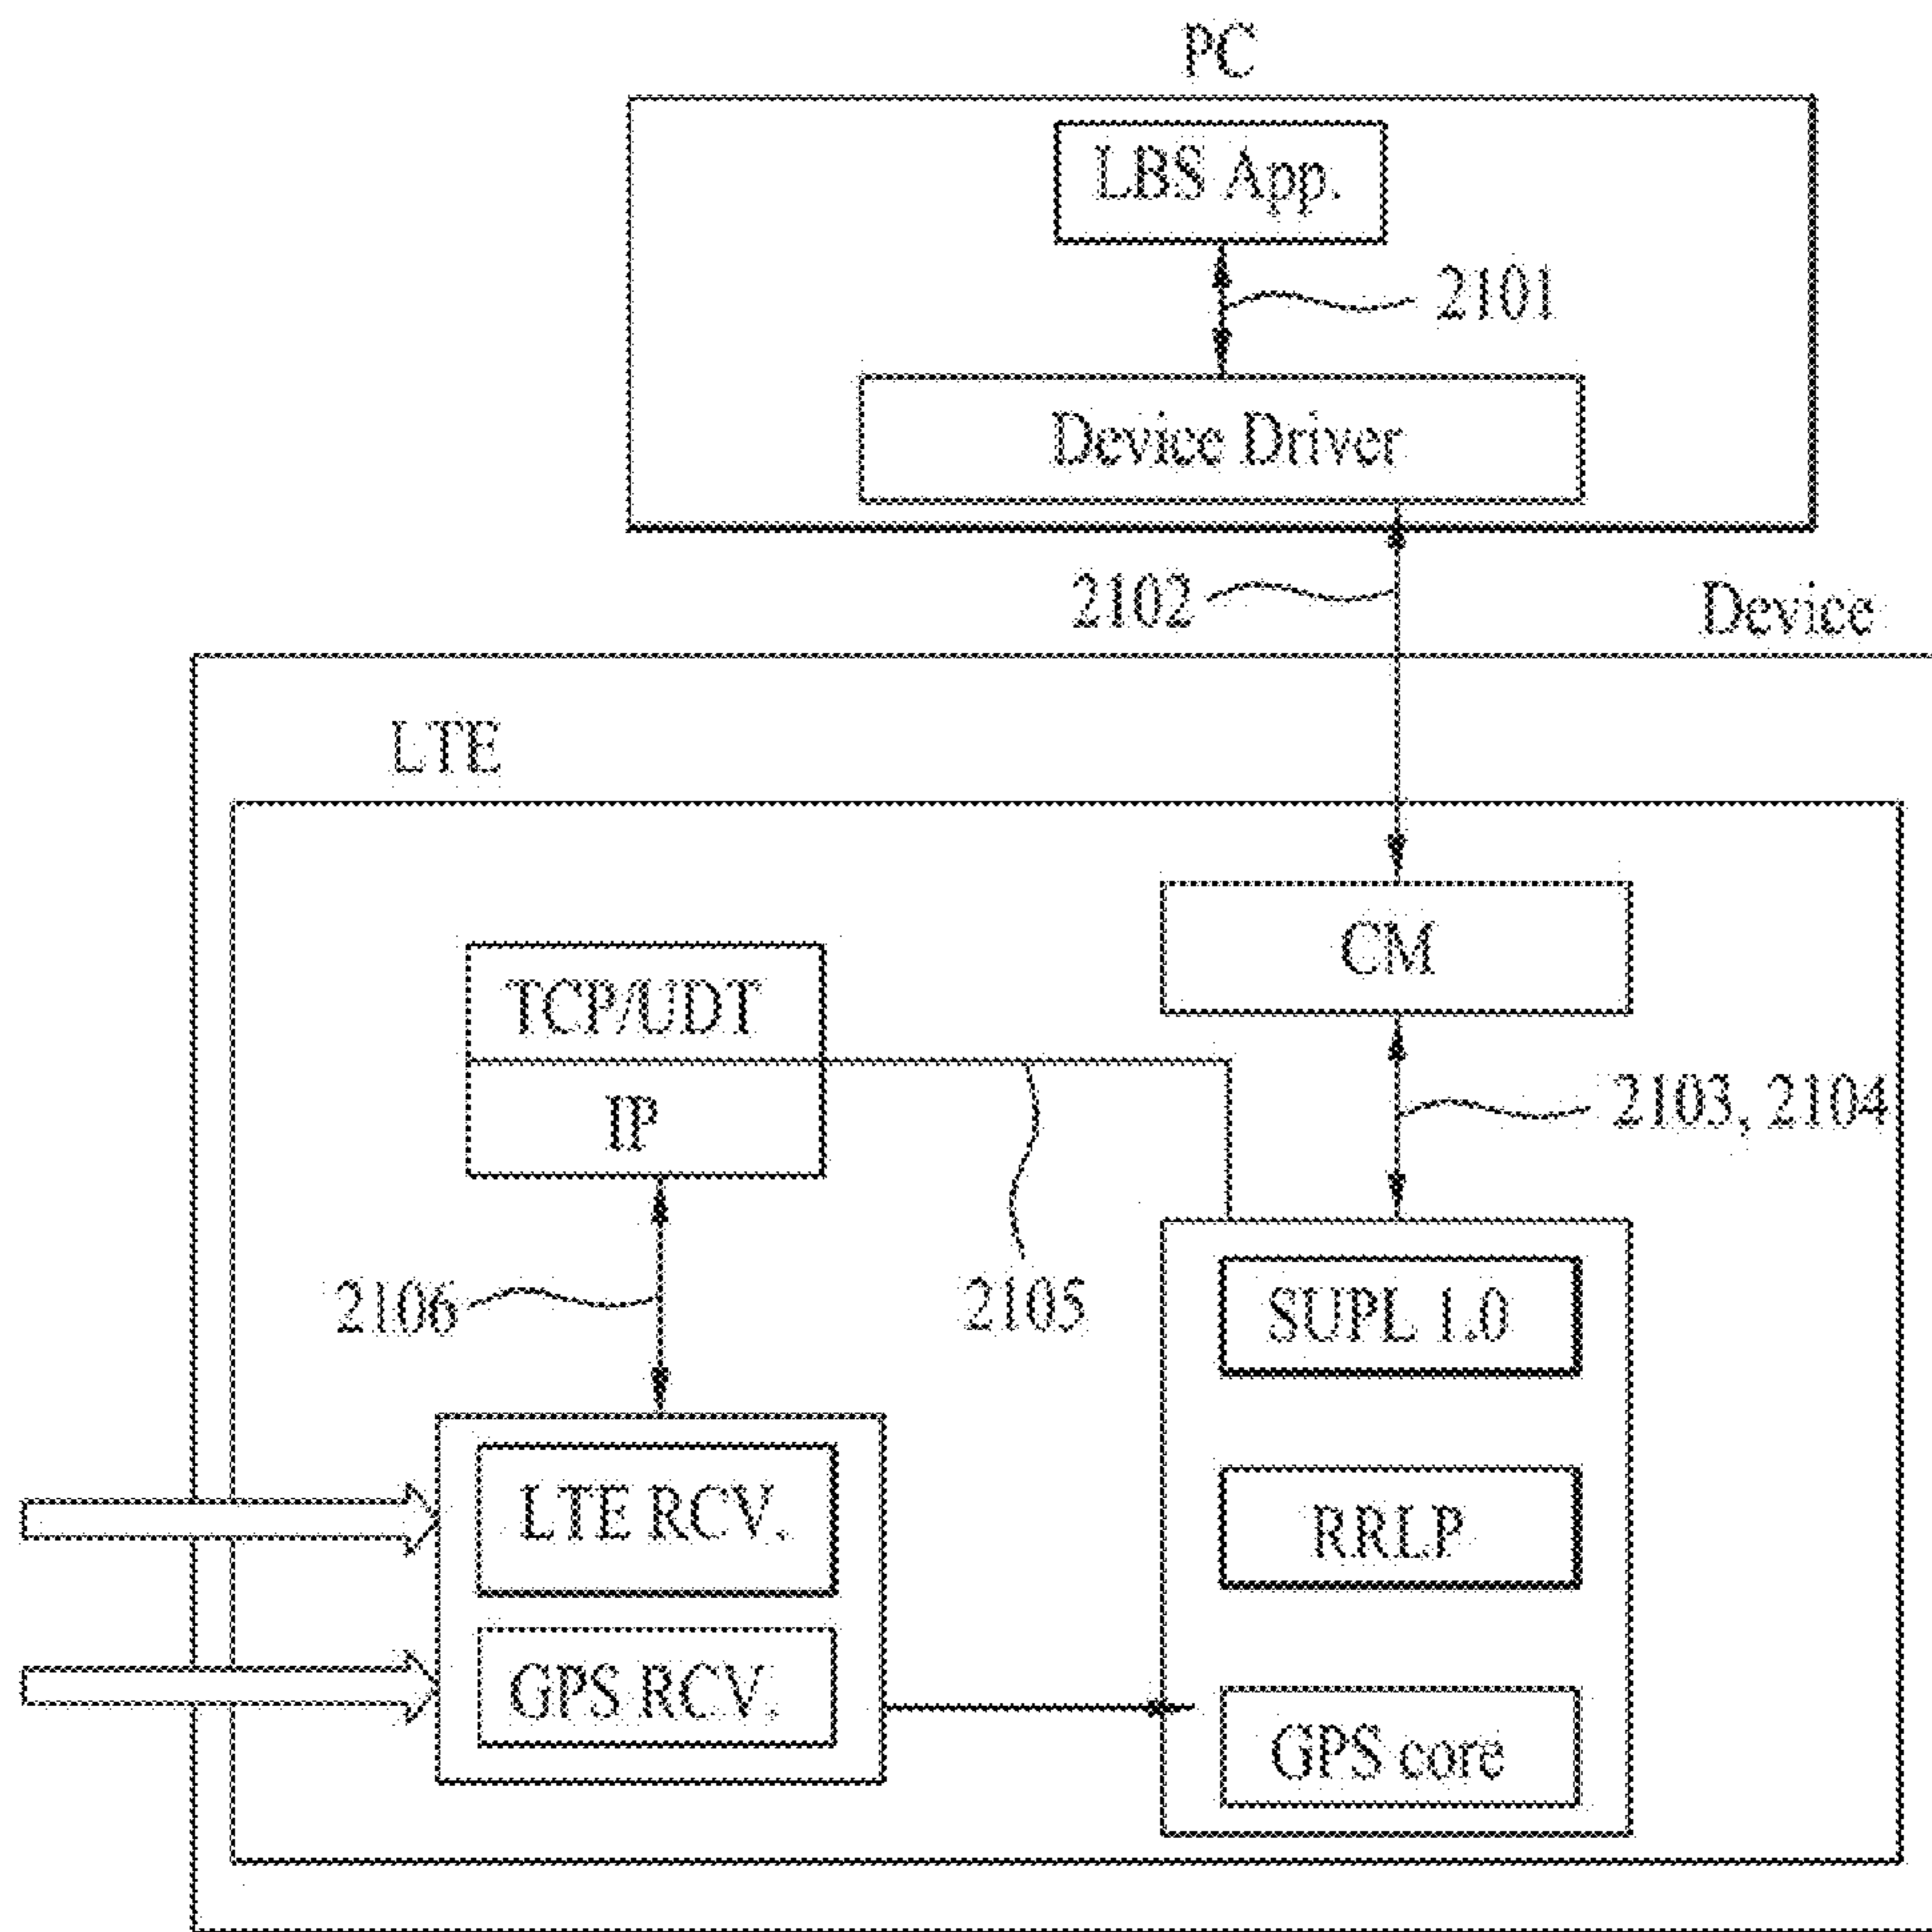 PC
LBS App.
2101
Device Driver
2102
Device
LTE
CM
TCP/UDT
IP
2103, 2104
2106
2105
SUPL 1.0
LTE RCV.
RRLP
GPS RCV.
GPS core